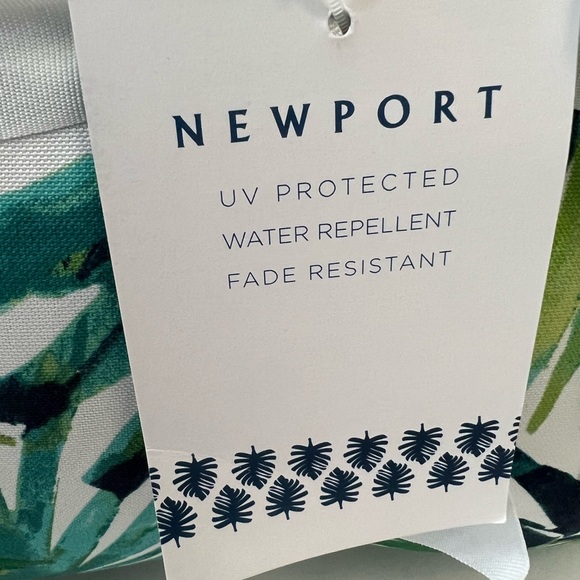 NEWPORT
UV PROTECTED
WATER REPELLENT
FADE RESISTANT